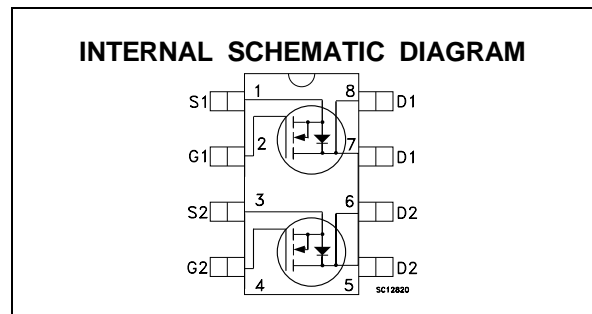 INTERNAL SCHEMATIC DIAGRAM
S1 1 8 D1
G1 2 7 D1
S2 3 6 D2
G2 4 5 D2
SC12820